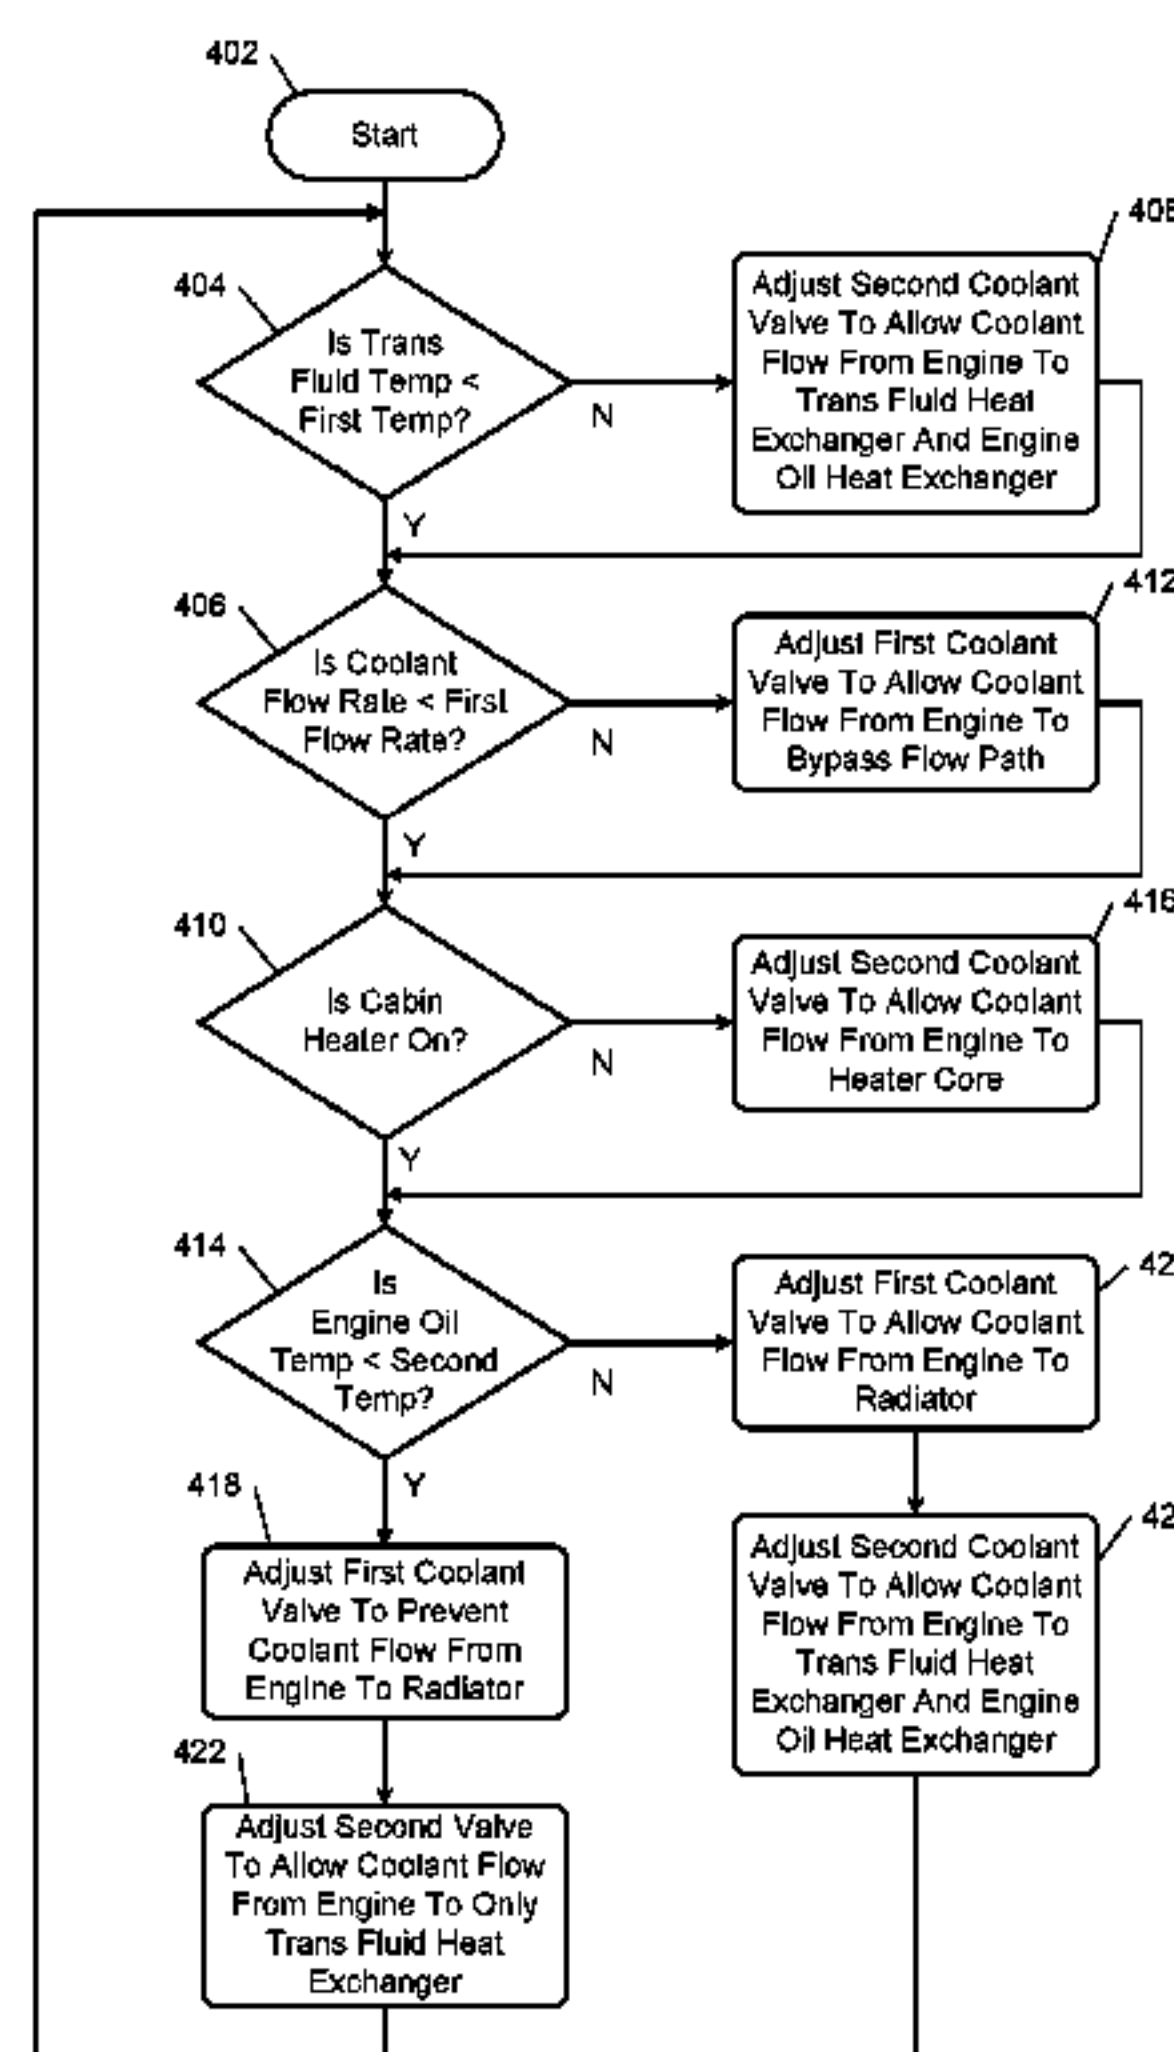 402
Start
404
Is Trans
Fluid Temp <
First Temp?
N
Y
408
Adjust Second Coolant
Valve To Allow Coolant
Flow From Engine To
Trans Fluid Heat
Exchanger And Engine
Oil Heat Exchanger
406
Is Coolant
Flow Rate < First
Flow Rate?
N
Y
412
Adjust First Coolant
Valve To Allow Coolant
Flow From Engine To
Bypass Flow Path
410
Is Cabin
Heater On?
N
Y
416
Adjust Second Coolant
Valve To Allow Coolant
Flow From Engine To
Heater Core
414
Is
Engine Oil
Temp < Second
Temp?
N
Y
42
Adjust First Coolant
Valve To Allow Coolant
Flow From Engine To
Radiator
418
Adjust First Coolant
Valve To Prevent
Coolant Flow From
Engine To Radiator
42
Adjust Second Coolant
Valve To Allow Coolant
Flow From Engine To
Trans Fluid Heat
Exchanger And Engine
Oil Heat Exchanger
422
Adjust Second Valve
To Allow Coolant Flow
From Engine To Only
Trans Fluid Heat
Exchanger